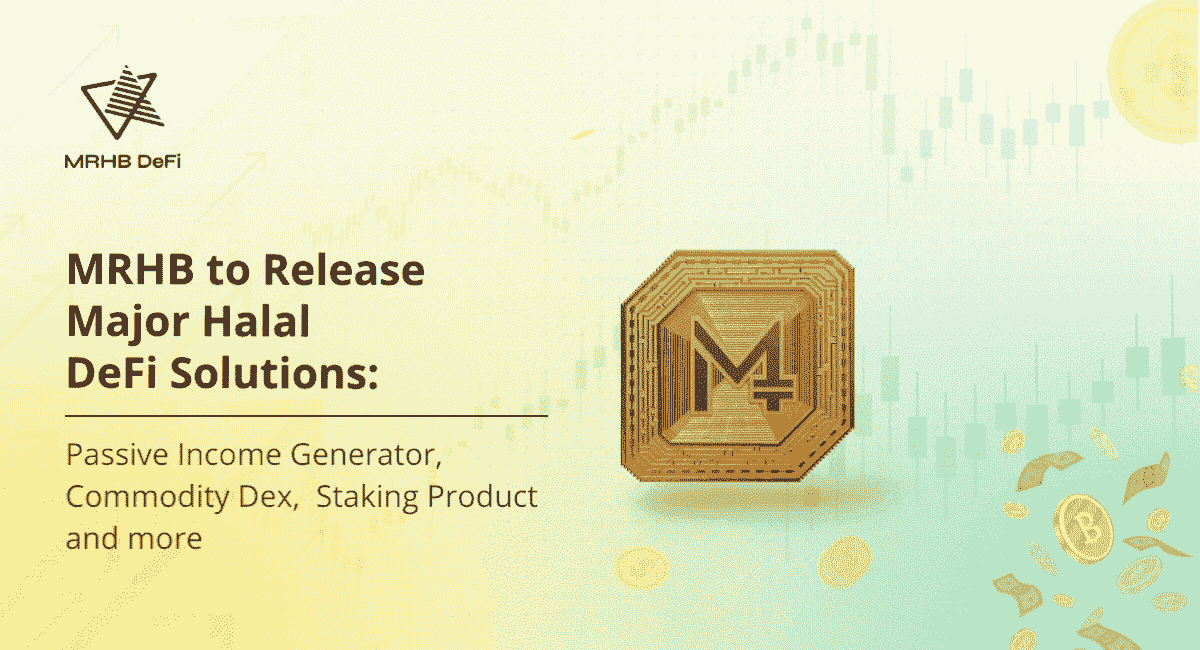 MRHB DeFi
MRHB to Release
Major Halal
DeFi Solutions:
Passive Income Generator,
Commodity Dex, Staking Product
and more